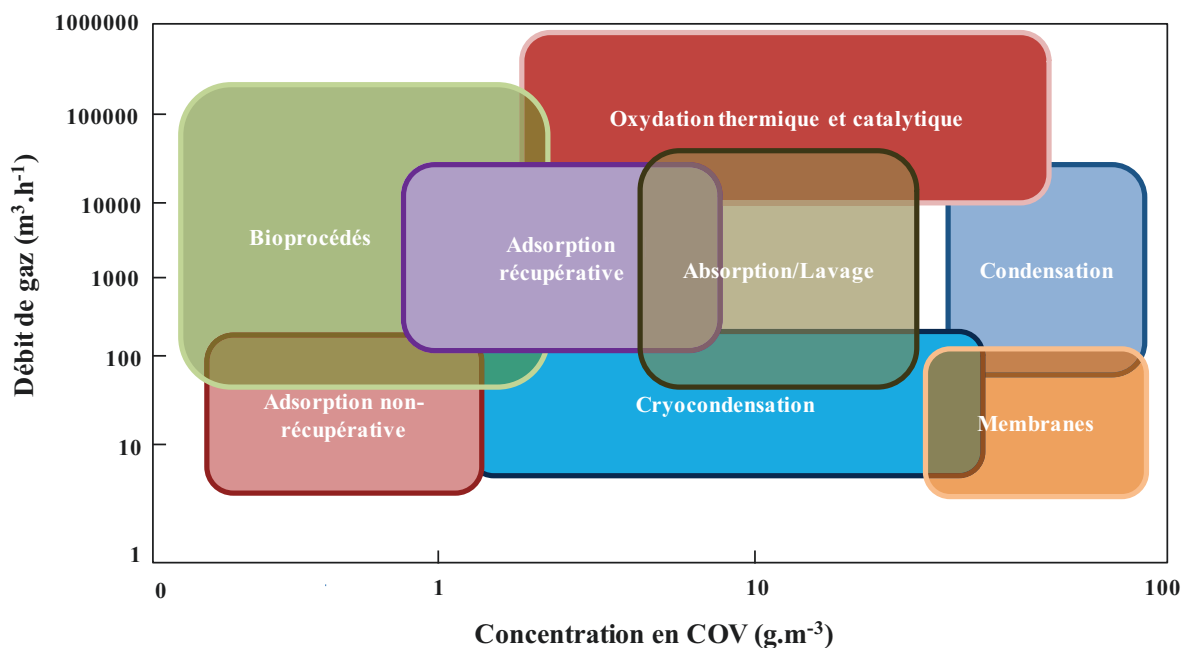 1000000
100000
10000
1000
100
10
1
Débit de gaz (m³.h-¹)
Oxydation thermique et catalytique
Bioprocédés
Adsorption
récupérative
Absorption/Lavage
Condensation
Adsorption non-
récupérative
Cryocondensation
Membranes
0
1
10
100
Concentration en COV (g.m-³)